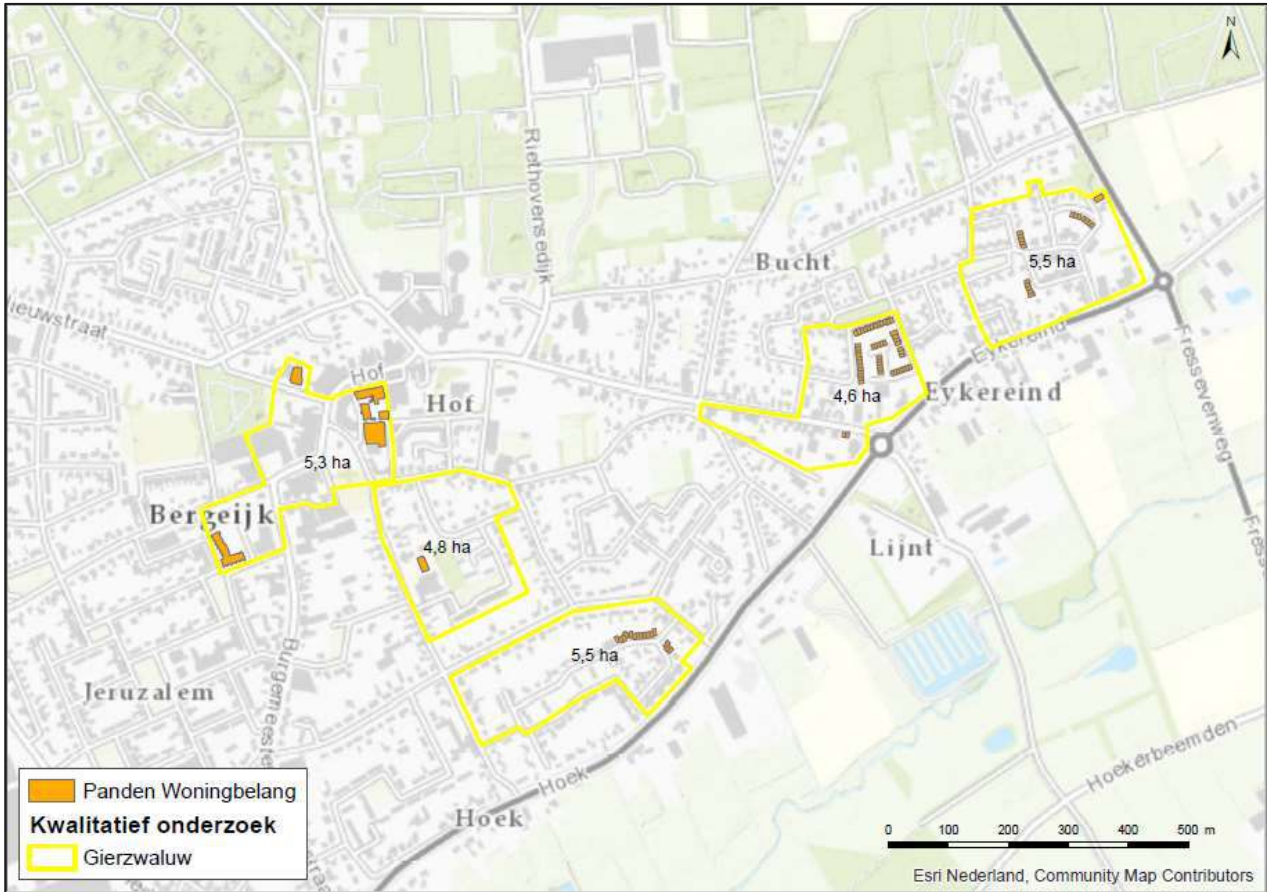 N
Riethovensedijk
Bucht
5,5 ha
Nieuwstraat
Eykereind
Hof
Hof
4,6 ha
Eykereind
Fressevenweg
5,3 ha
Bergeijk
4,8 ha
Lijnt
5,5 ha
Jeruzalem
Burgemeester
Hoekerbeemden
Hoek
Hoek
Panden Woningbelang
Kwalitatief onderzoek
Gierzwaluw
0 100 200 300 400 500 m
Esri Nederland, Community Map Contributors